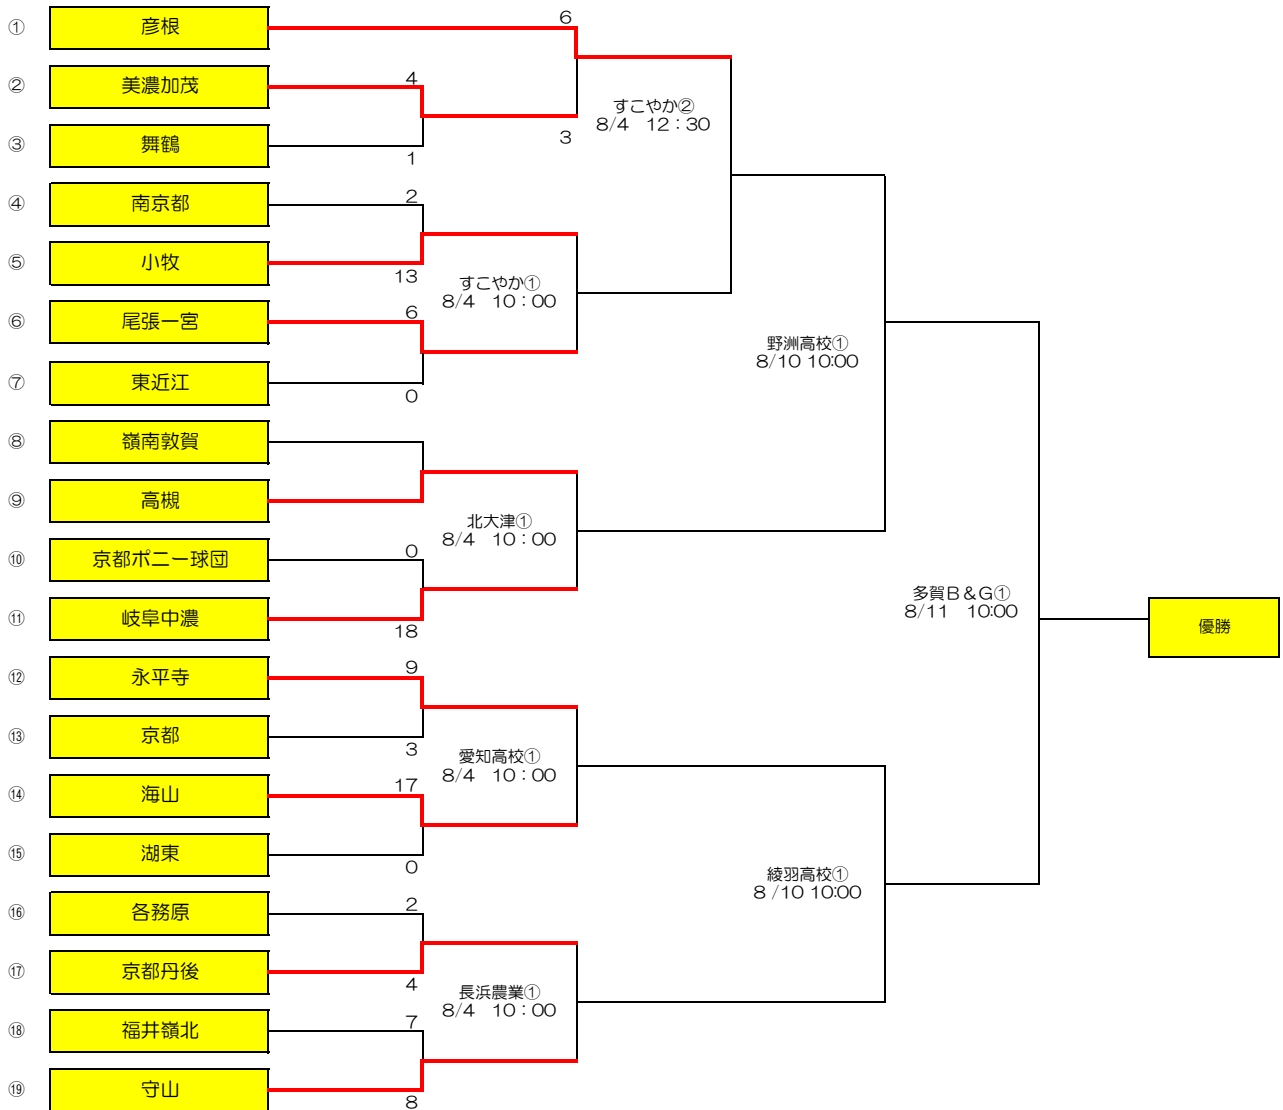 ① 彦根 6
② 美濃加茂 4
すこやか②
8/4 12：30
③ 舞鶴 1 3
④ 南京都 2
⑤ 小牧 13
すこやか①
8/4 10：00
⑥ 尾張一宮 6
野洲高校①
8/10 10:00
⑦ 東近江 0
⑧ 嶺南敦賀
⑨ 高槻
北大津①
8/4 10：00
⑩ 京都ポニー球団 0
多賀B＆G①
8/11 10:00
⑪ 岐阜中濃 18
優勝
⑫ 永平寺 9
⑬ 京都 3
愛知高校①
8/4 10：00
⑭ 海山 17
⑮ 湖東 0
綾羽高校①
8 /10 10:00
⑯ 各務原 2
⑰ 京都丹後 4
長浜農業①
8/4 10：00
⑱ 福井嶺北 7
⑲ 守山 8